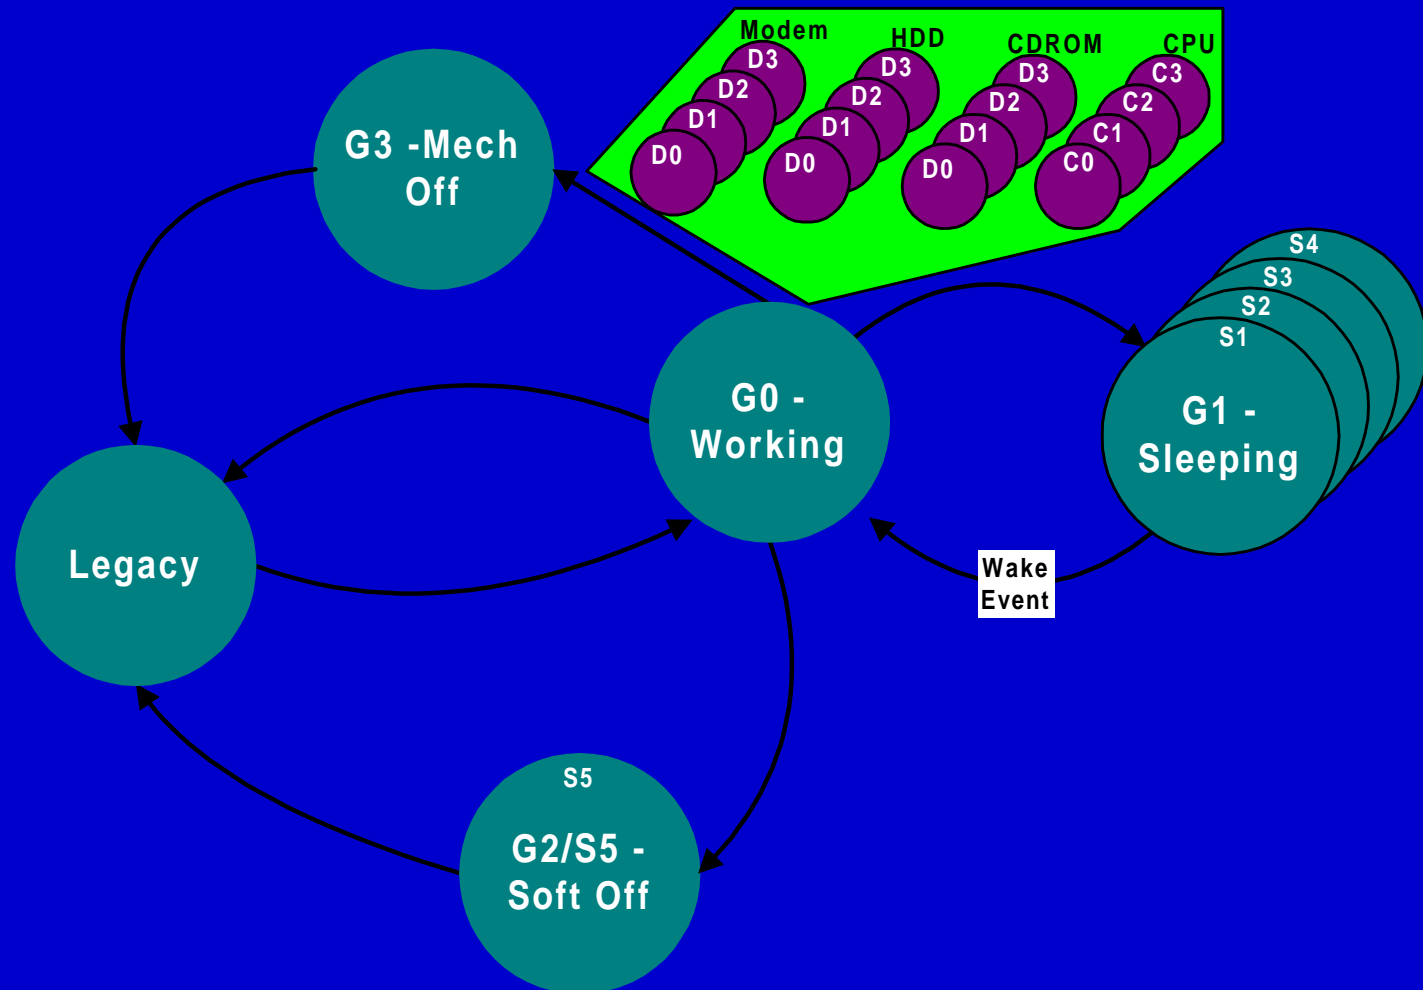 Modem
HDD
CDROM
CPU
D3
D2
D1
D0
D3
D2
D1
D0
D3
D2
D1
D0
C3
C2
C1
C0
G3 -Mech
Off
S4
S3
S2
S1
G0 -
Working
G1 -
Sleeping
Legacy
Wake
Event
S5
G2/S5 -
Soft Off